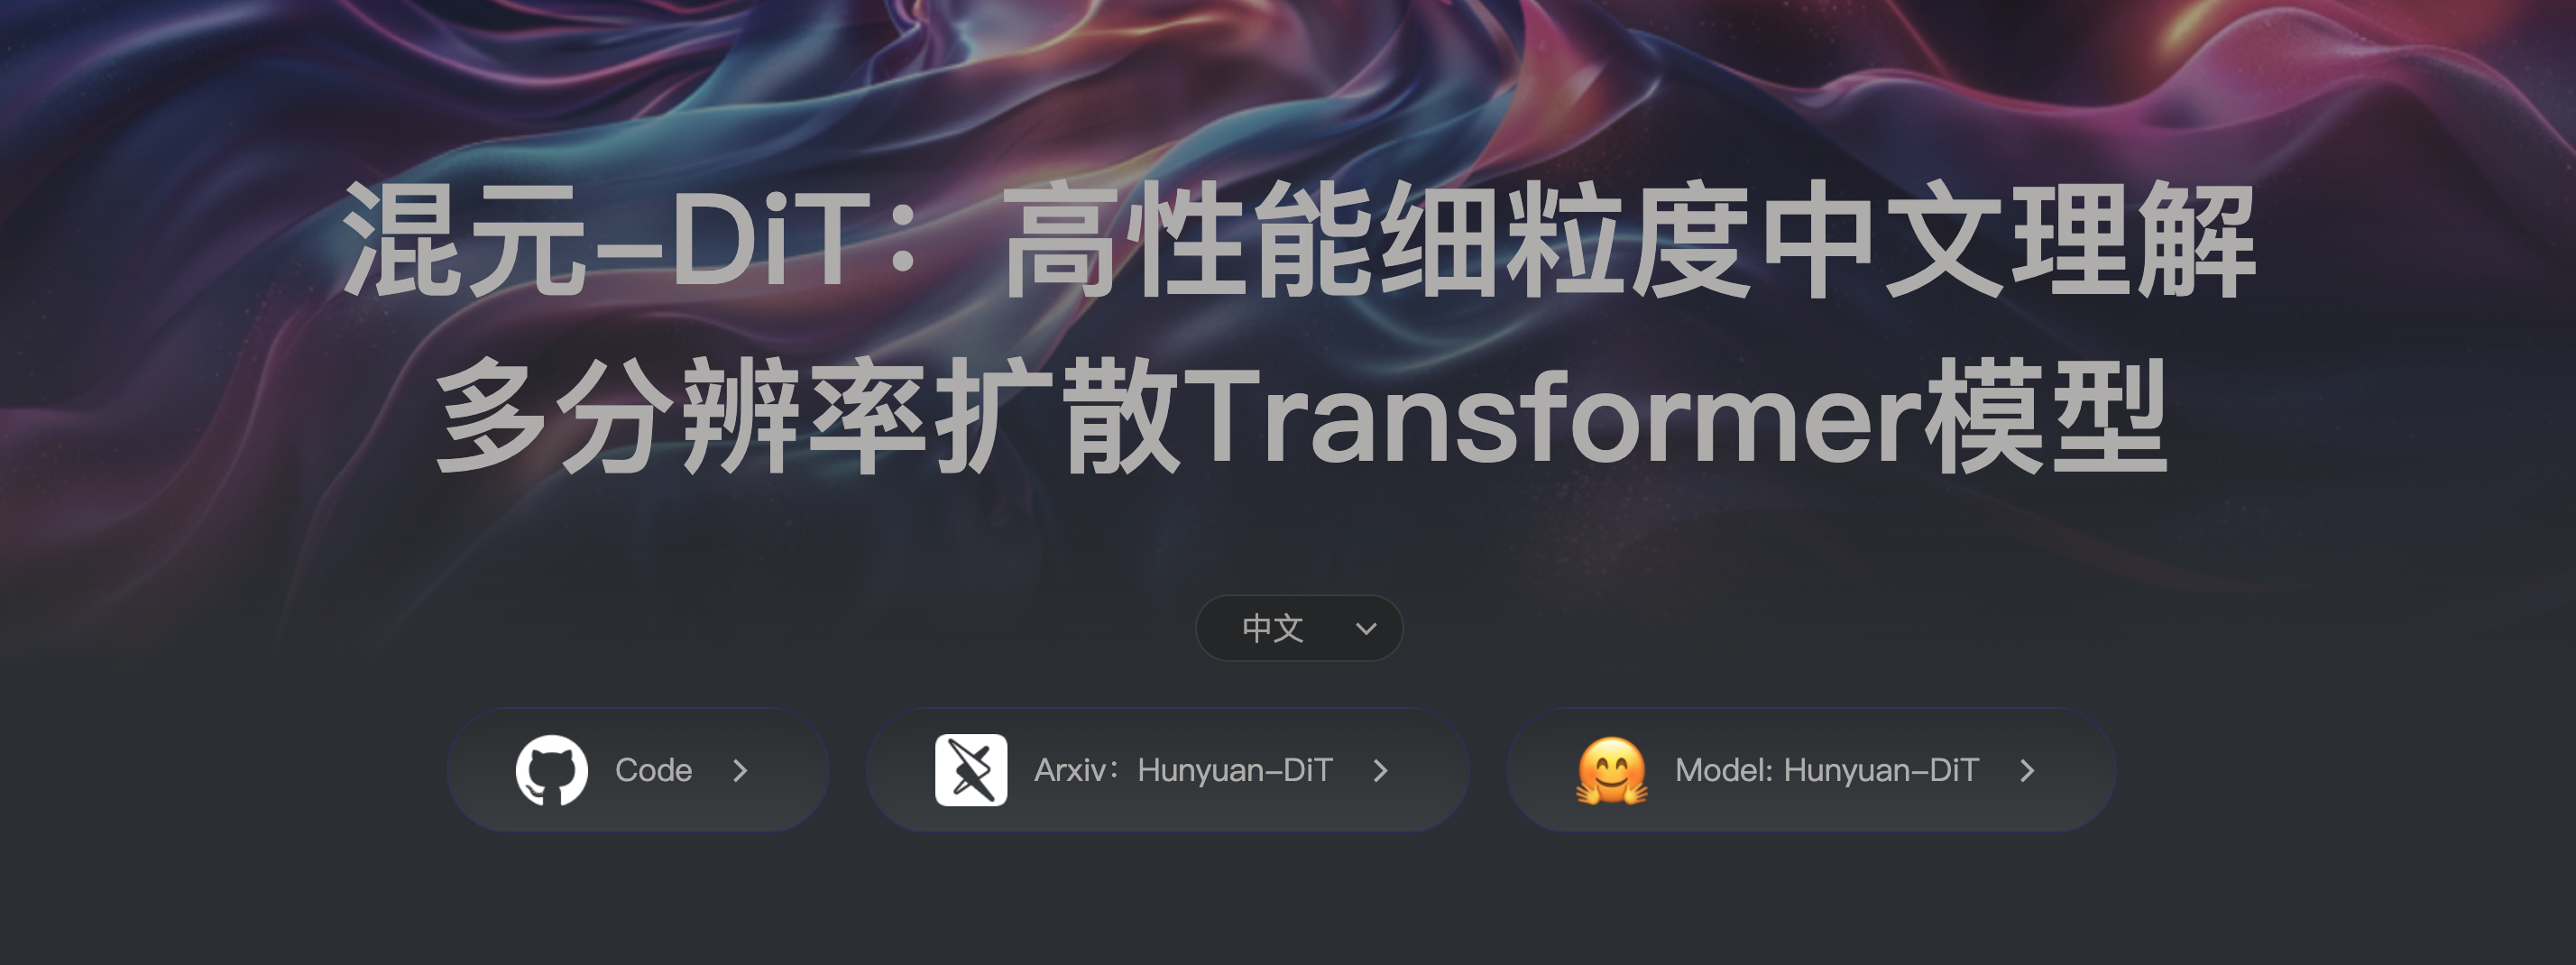 混元-DiT：高性能细粒度中文理解
多分辨率扩散Transformer模型
中文
Code
Arxiv：Hunyuan-DiT
Model: Hunyuan-DiT